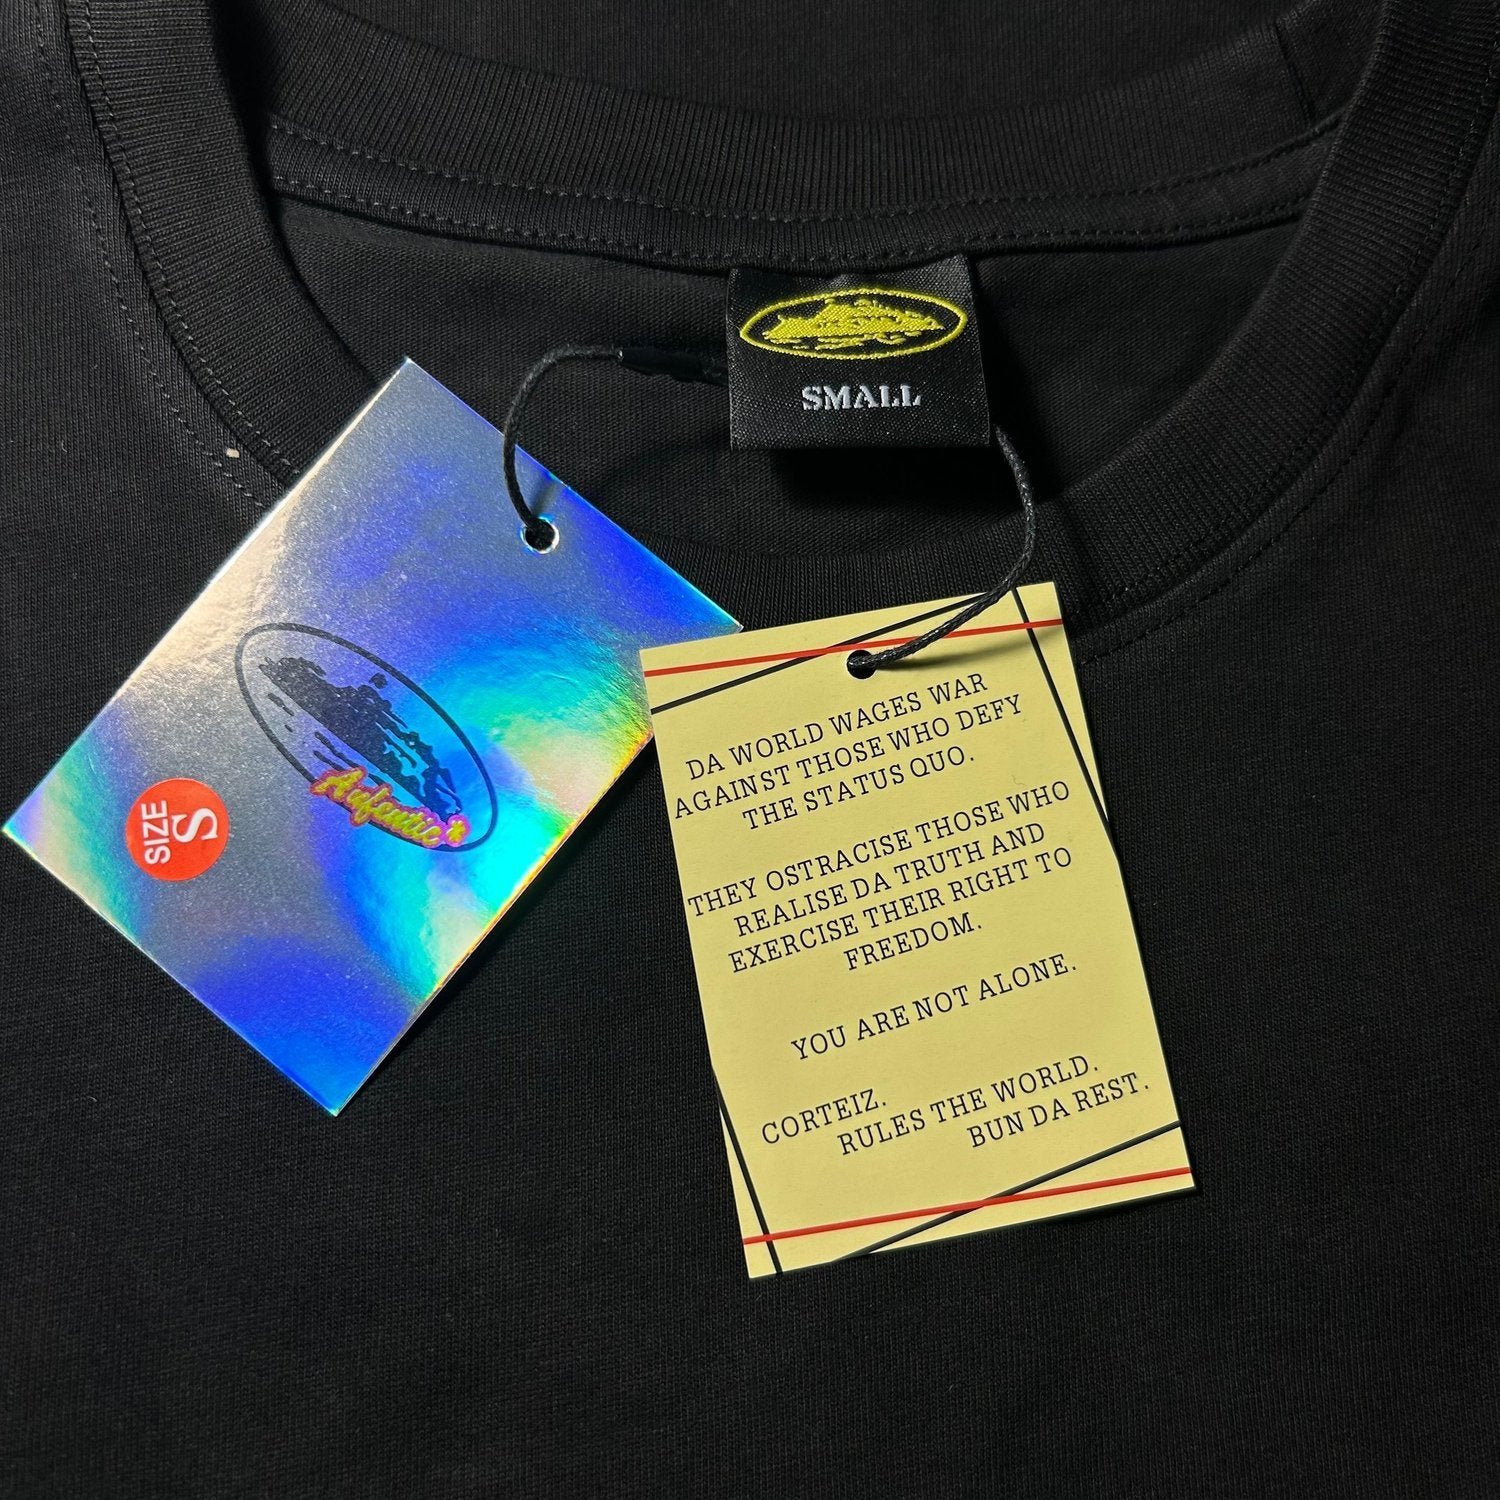 SMALL
Authentic*
SIZE
S
DA WORLD WAGES WAR
AGAINST THOSE WHO DEFY
THE STATUS QUO.
THEY OSTRACISE THOSE WHO
REALISE DA TRUTH AND
EXERCISE THEIR RIGHT TO
FREEDOM.
YOU ARE NOT ALONE.
CORTEIZ.
RULES THE WORLD.
BUN DA REST.